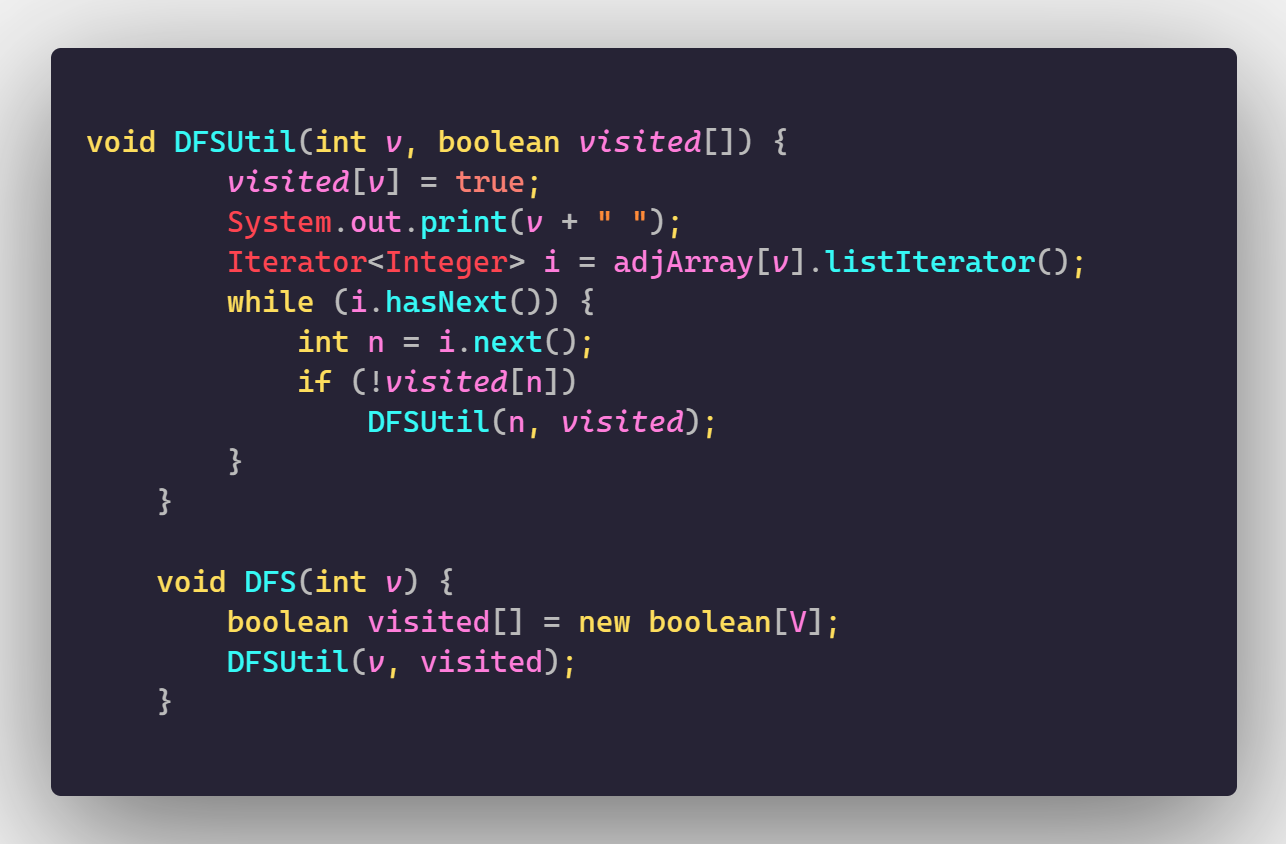 void DFSUtil(int v, boolean visited[]) {
        visited[v] = true;
        System.out.print(v + " ");
        Iterator<Integer> i = adjArray[v].listIterator();
        while (i.hasNext()) {
            int n = i.next();
            if (!visited[n])
                DFSUtil(n, visited);
        }
    }

    void DFS(int v) {
        boolean visited[] = new boolean[V];
        DFSUtil(v, visited);
    }